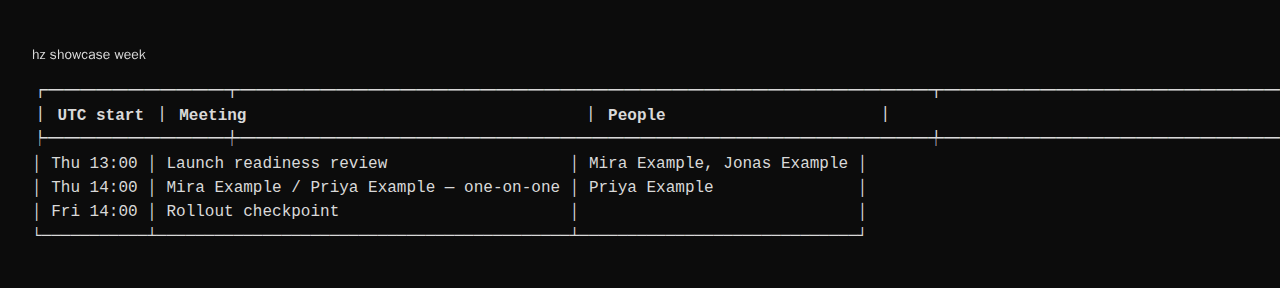 hz showcase week
UTC start Meeting People
Thu 13:00 Launch readiness review Mira Example, Jonas Example
Thu 14:00 Mira Example / Priya Example — one-on-one Priya Example
Fri 14:00 Rollout checkpoint